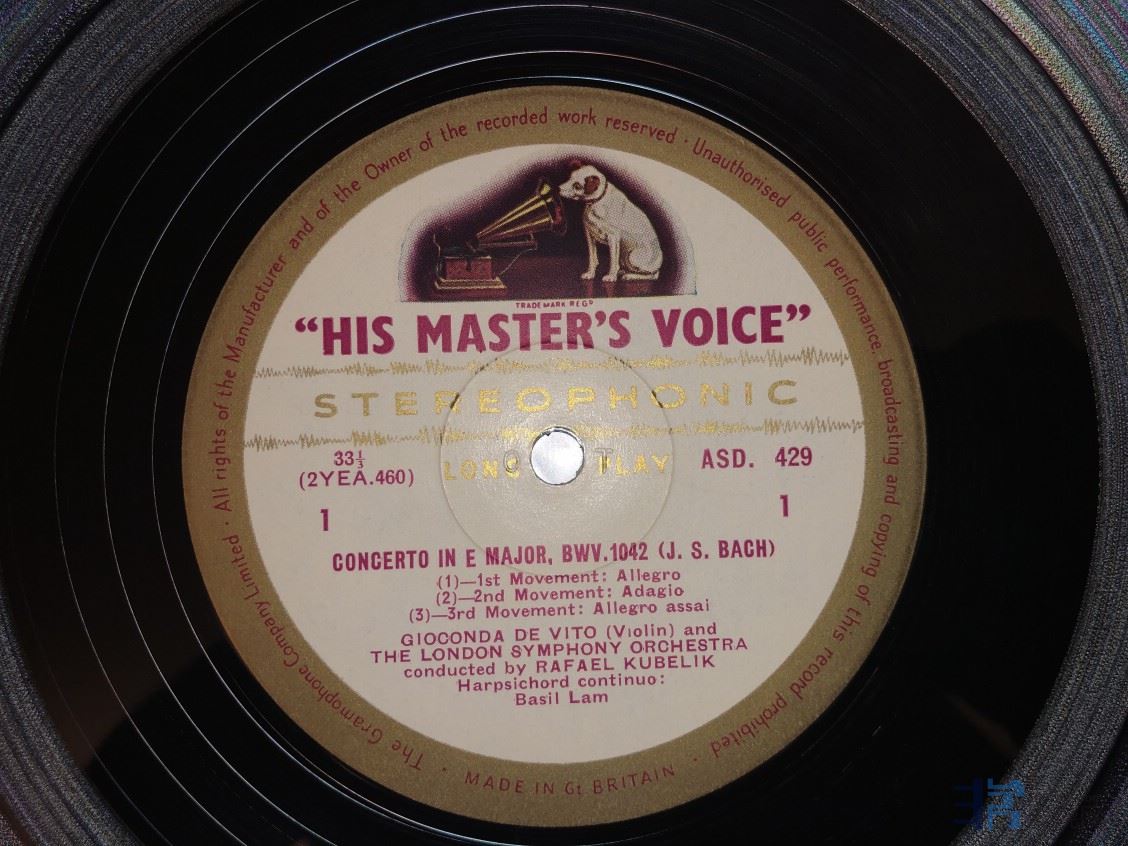 The Gramophone Company Limited · All rights of the Manufacturer and of the Owner of the recorded work reserved · Unauthorised public performance, broadcasting and copying of this record prohibited
TRADE MARK REGD
“HIS MASTER'S VOICE”
STEREOPHONIC
33⅓ LONG PLAY ASD. 429
(2YEA.460)
1 1
CONCERTO IN E MAJOR, BWV.1042 (J. S. BACH)
(1)—1st Movement: Allegro
(2)—2nd Movement: Adagio
(3)—3rd Movement: Allegro assai
GIOCONDA DE VITO (Violin) and
THE LONDON SYMPHONY ORCHESTRA
conducted by RAFAEL KUBELIK
Harpsichord continuo:
Basil Lam
· MADE IN Gt BRITAIN ·